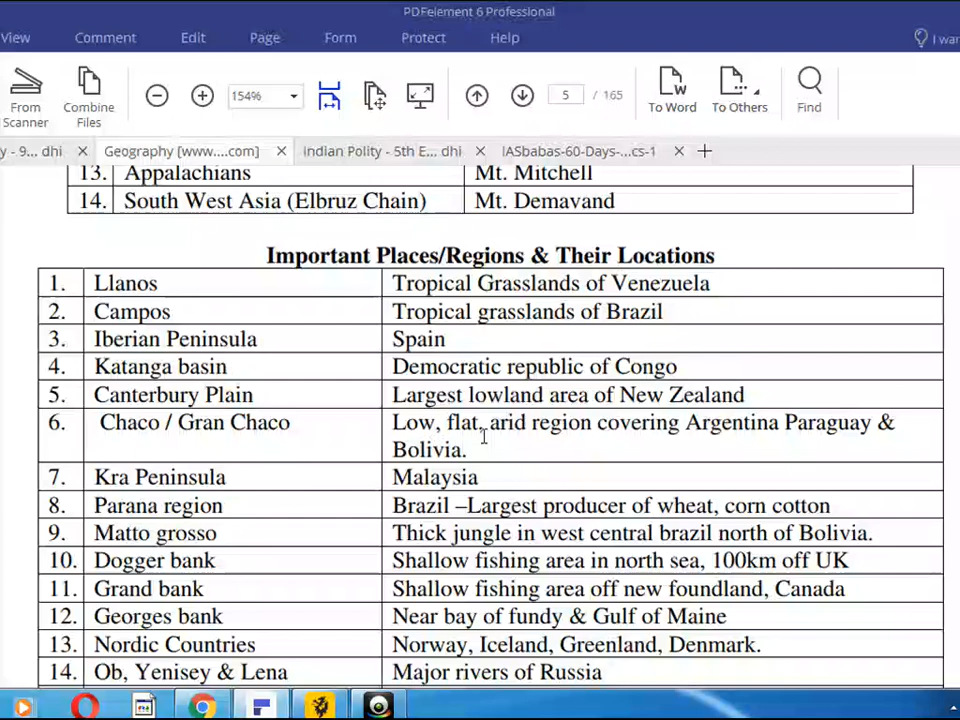 PDFelement 6 Professional
View Comment Edit Page Form Protect Help I wan
From Scanner
Combine Files
154%
5 / 165
To Word
To Others
Find
y - 9... dhi
Geography [www....com]
Indian Polity - 5th E... dhi
IASbabas-60-Days-...cs-1
13. Appalachians Mt. Mitchell
14. South West Asia (Elbruz Chain) Mt. Demavand
Important Places/Regions & Their Locations
1. Llanos Tropical Grasslands of Venezuela
2. Campos Tropical grasslands of Brazil
3. Iberian Peninsula Spain
4. Katanga basin Democratic republic of Congo
5. Canterbury Plain Largest lowland area of New Zealand
6. Chaco / Gran Chaco Low, flat, arid region covering Argentina Paraguay &
Bolivia.
7. Kra Peninsula Malaysia
8. Parana region Brazil –Largest producer of wheat, corn cotton
9. Matto grosso Thick jungle in west central brazil north of Bolivia.
10. Dogger bank Shallow fishing area in north sea, 100km off UK
11. Grand bank Shallow fishing area off new foundland, Canada
12. Georges bank Near bay of fundy & Gulf of Maine
13. Nordic Countries Norway, Iceland, Greenland, Denmark.
14. Ob, Yenisey & Lena Major rivers of Russia